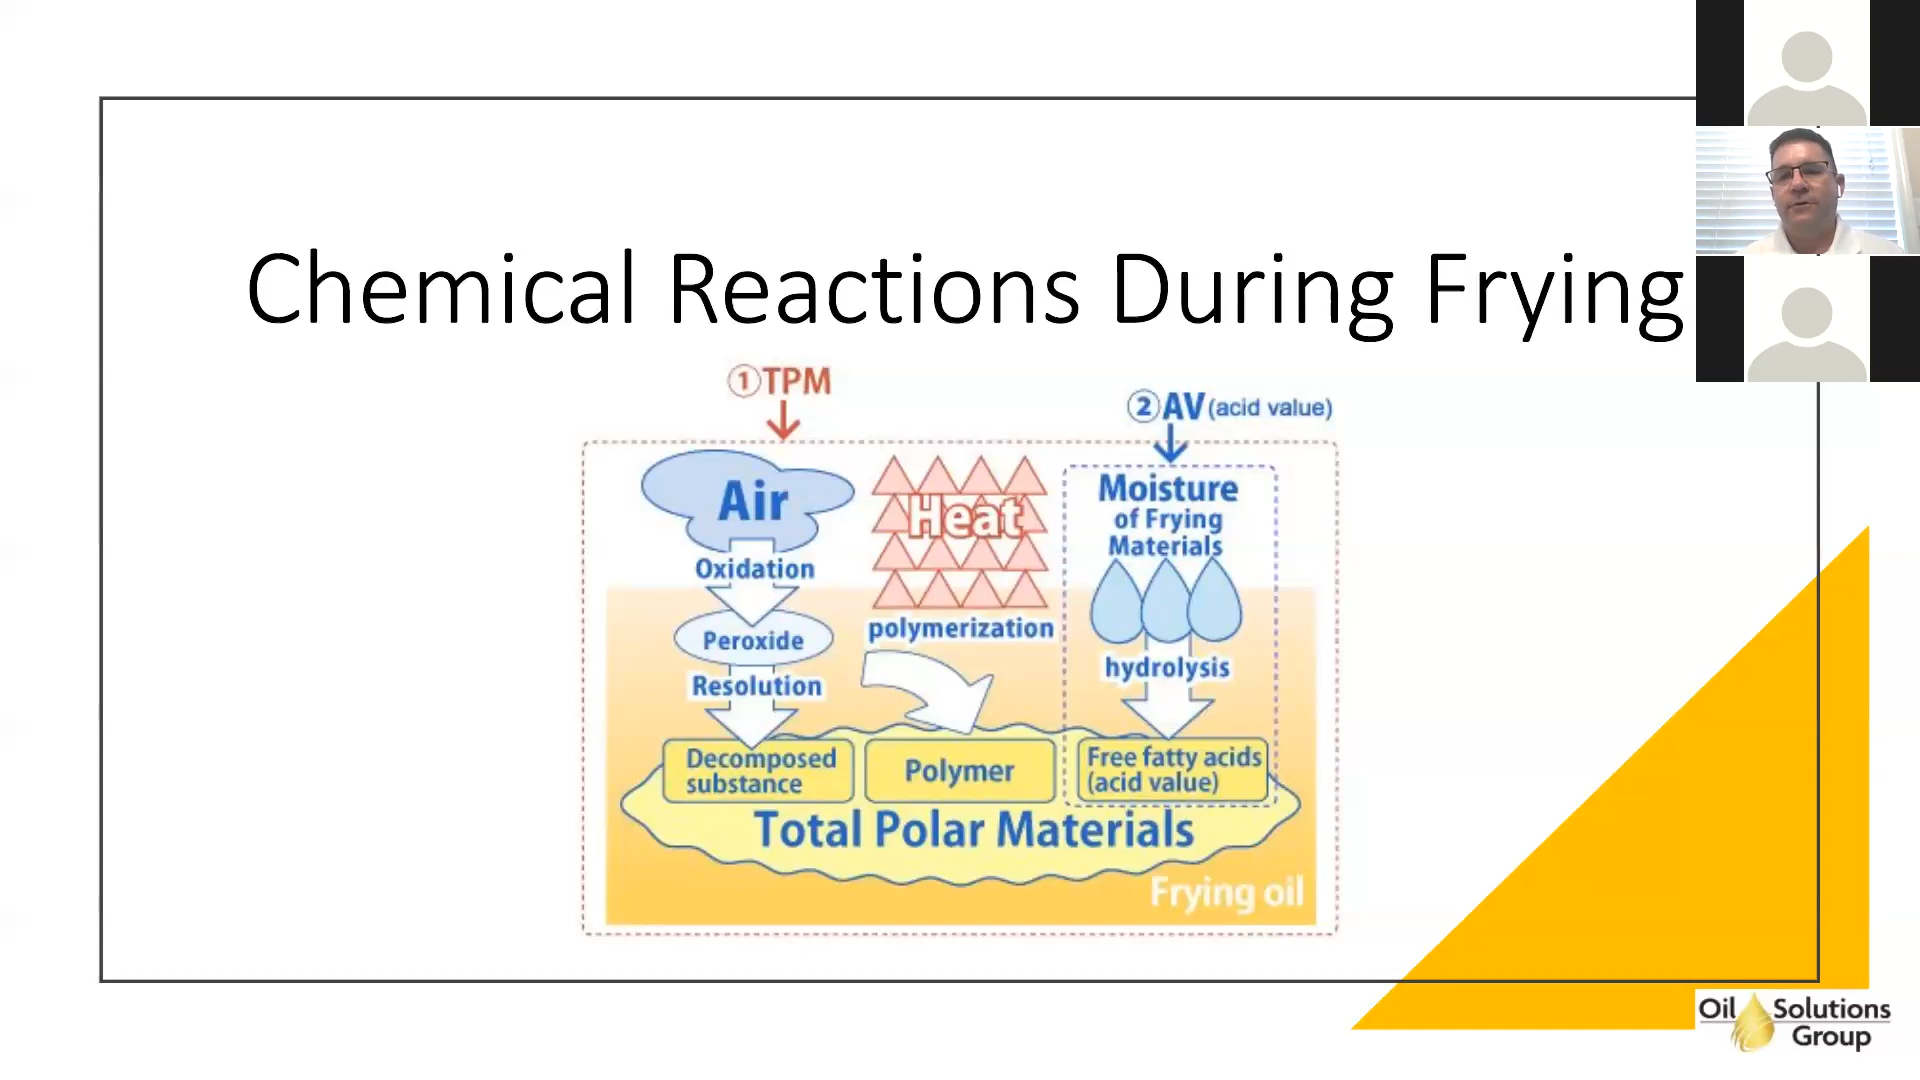 Chemical Reactions During Frying
①TPM
②AV (acid value)
Air
Oxidation
Peroxide
Resolution
Decomposed
substance
Heat
polymerization
Polymer
Moisture
of Frying
Materials
hydrolysis
Free fatty acids
(acid value)
Total Polar Materials
Frying oil
Oil Solutions
Group